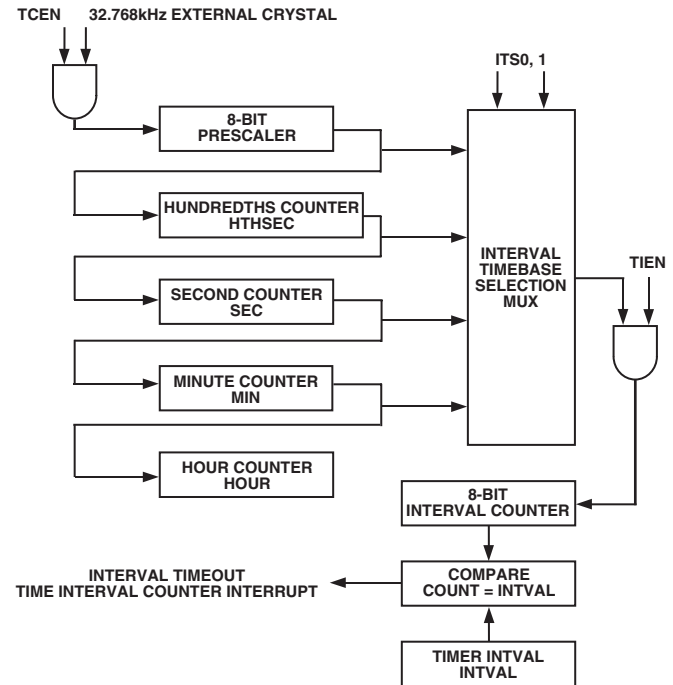 TCEN 32.768kHz EXTERNAL CRYSTAL
ITS0, 1
8-BIT
PRESCALER
HUNDREDTHS COUNTER
HTHSEC
INTERVAL
TIMEBASE
SELECTION
MUX
TIEN
SECOND COUNTER
SEC
MINUTE COUNTER
MIN
HOUR COUNTER
HOUR
8-BIT
INTERVAL COUNTER
INTERVAL TIMEOUT
TIME INTERVAL COUNTER INTERRUPT
COMPARE
COUNT = INTVAL
TIMER INTVAL
INTVAL